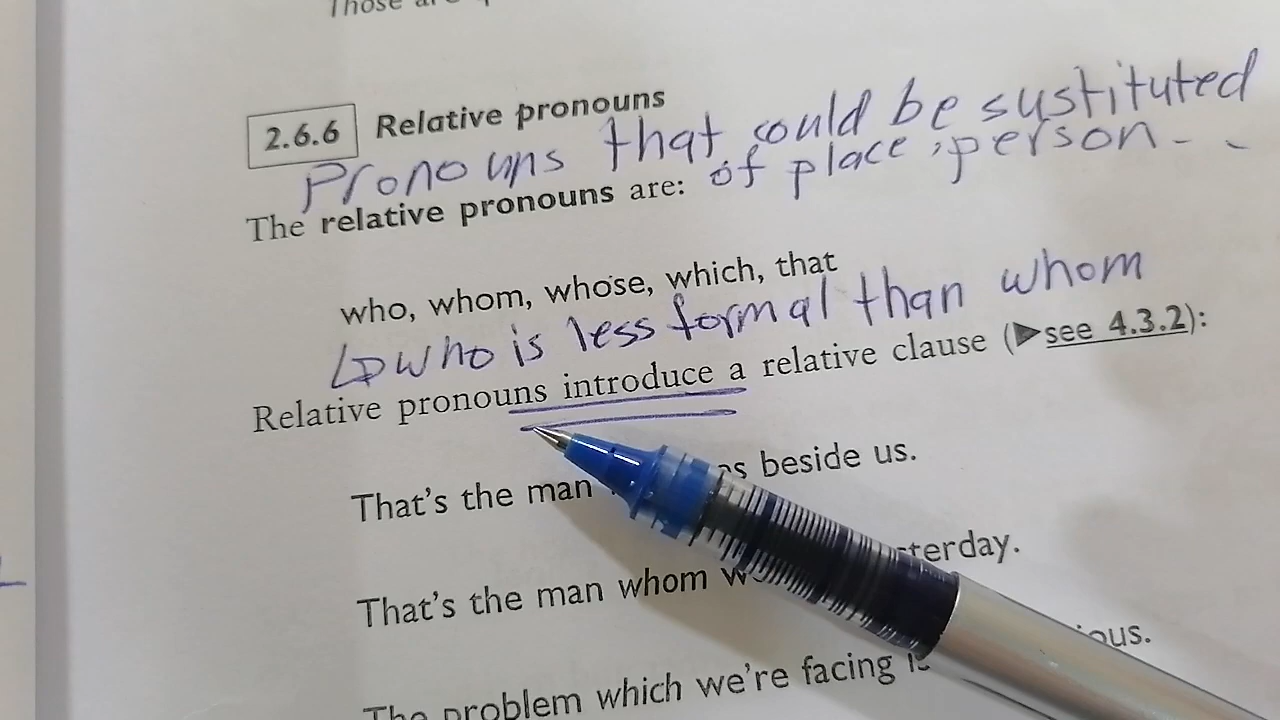 Those are
2.6.6 Relative pronouns
Pronouns that could be sustituted
of place, person - -
The relative pronouns are:
who, whom, whose, which, that
who is less formal than whom
Relative pronouns introduce a relative clause (▶see 4.3.2):
That's the man beside us.
That's the man whom
The problem which we're facing